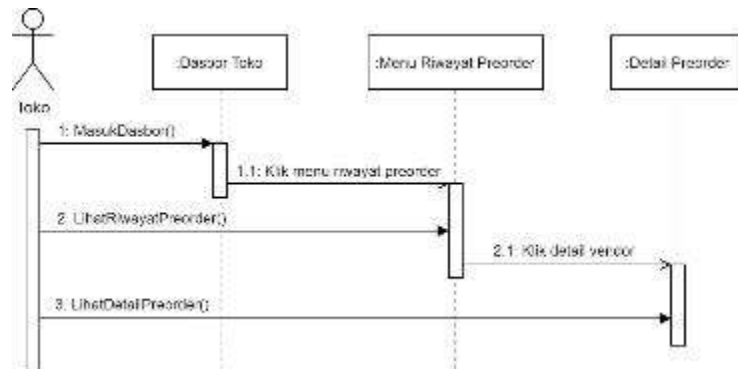 :Dasbor Toko
:Menu Riwayat Preorder
:Detail Preorder
Toko
1: MasukDasbor()
1.1: Klik menu riwayat preorder
2: LihatRiwayatPreorder()
2.1: Klik detail vendor
3: LihatDetailPreorder()